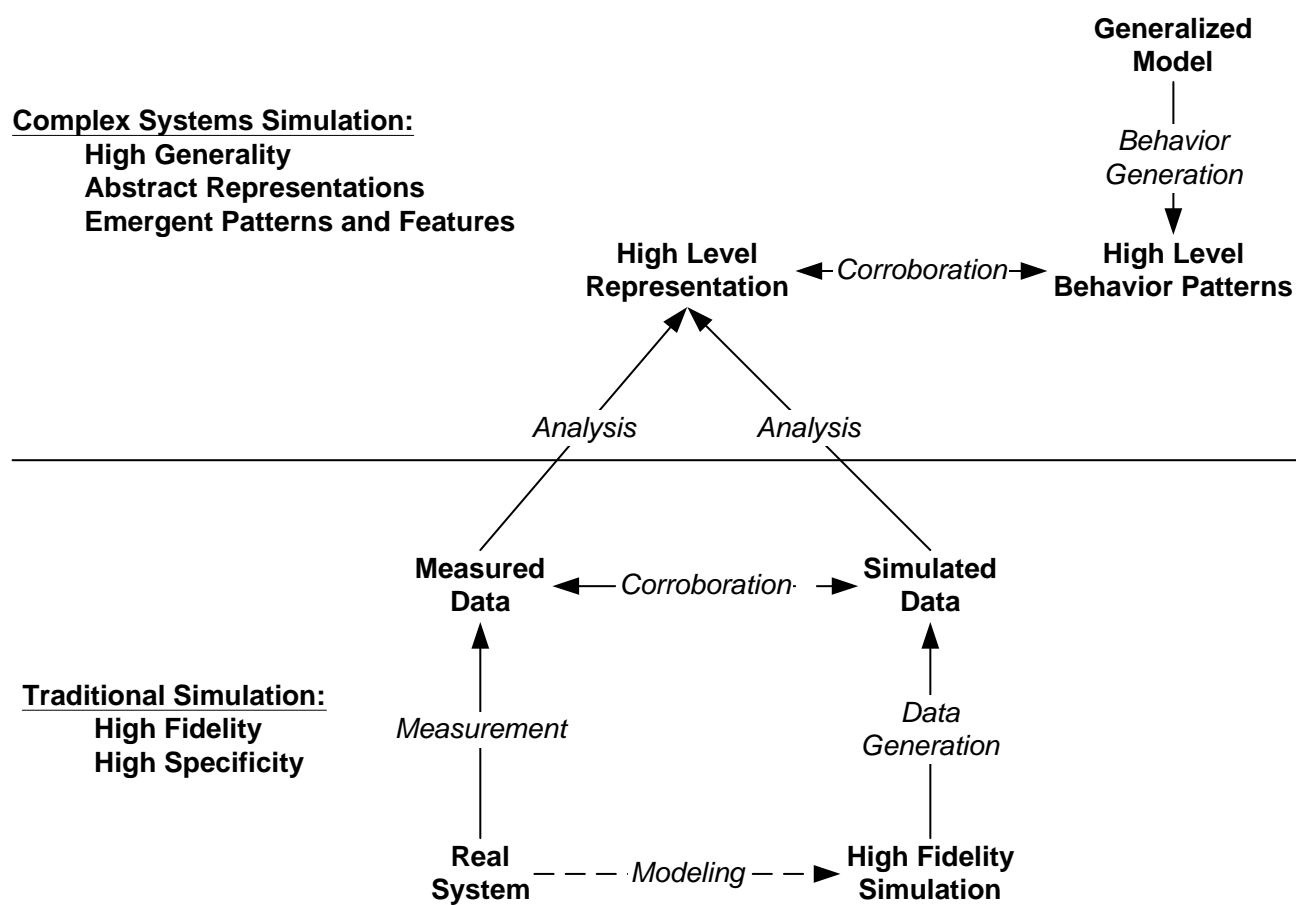 Generalized
Model
Complex Systems Simulation:
High Generality
Abstract Representations
Emergent Patterns and Features
Behavior
Generation
High Level
Representation
Corroboration
High Level
Behavior Patterns
Analysis
Analysis
Measured
Data
Corroboration
Simulated
Data
Traditional Simulation:
High Fidelity
High Specificity
Measurement
Data
Generation
Real
System
Modeling
High Fidelity
Simulation